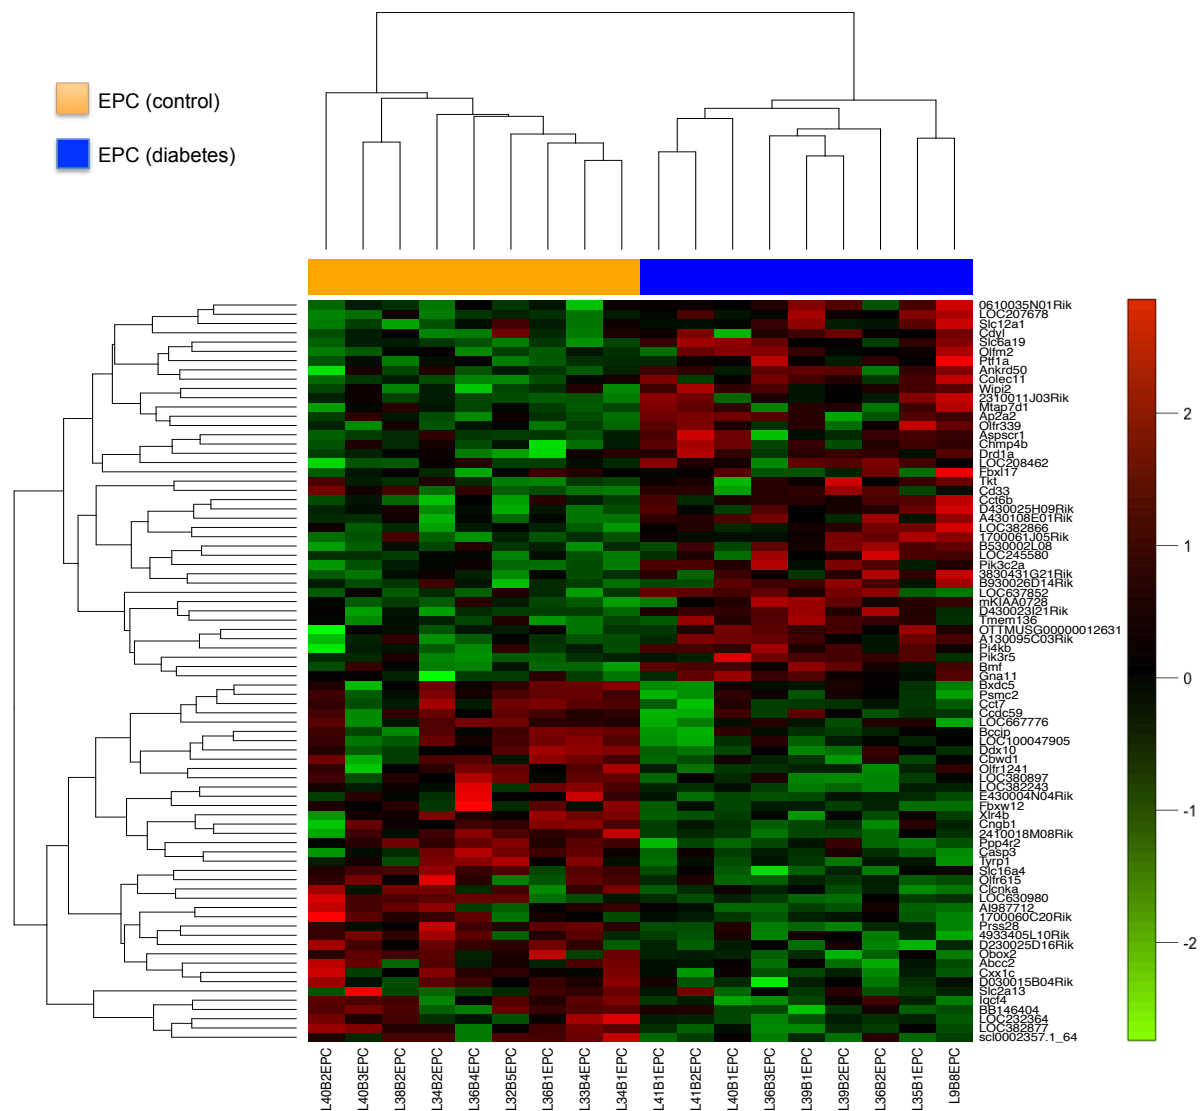 EPC (control)
EPC (diabetes)
0610035N01Rik
LOC207678
Slc12a1
Cdyl
Slc6a19
Olfm2
Ptf1a
Ankrd50
Colec11
Wipi2
2310011J03Rik
Mtap7d1
Ap2a2
Olfr339
Aspscr1
Chmp4b
Drd1a
LOC208462
Fbxl17
Tkt
Cd33
Cct6b
D430025H09Rik
A430108E01Rik
LOC382866
1700061J05Rik
B530002L08
LOC245580
Pik3c2a
3830431G21Rik
B930026D14Rik
LOC637852
mKIAA0728
D430023I21Rik
Tmem136
OTTMUSG00000012631
A130095C03Rik
Pi4kb
Pik3r5
Bmf
Gna11
Bxdc5
Psmc2
Cct7
Ccdc59
LOC667776
Bccip
LOC100047905
Ddx10
Cbwd1
Olfr1241
LOC380897
LOC382243
E430004N04Rik
Fbxw12
Xlr4b
Cngb1
2410018M08Rik
Ppp4r2
Casp3
Tyrp1
Slc16a4
Olfr615
Clcnka
LOC630980
AI987712
1700060C20Rik
Prss28
4933405L10Rik
D230025D16Rik
Obox2
Abcc2
Cxx1c
D030015B04Rik
Slc2a13
Iqcf4
BB146404
LOC232364
LOC382877
scl0002357.1_64
2
1
0
-1
-2
L40B2EPC
L40B3EPC
L38B2EPC
L34B2EPC
L36B4EPC
L32B5EPC
L36B1EPC
L33B4EPC
L34B1EPC
L41B1EPC
L41B2EPC
L40B1EPC
L36B3EPC
L39B1EPC
L39B2EPC
L36B2EPC
L35B1EPC
L9B8EPC